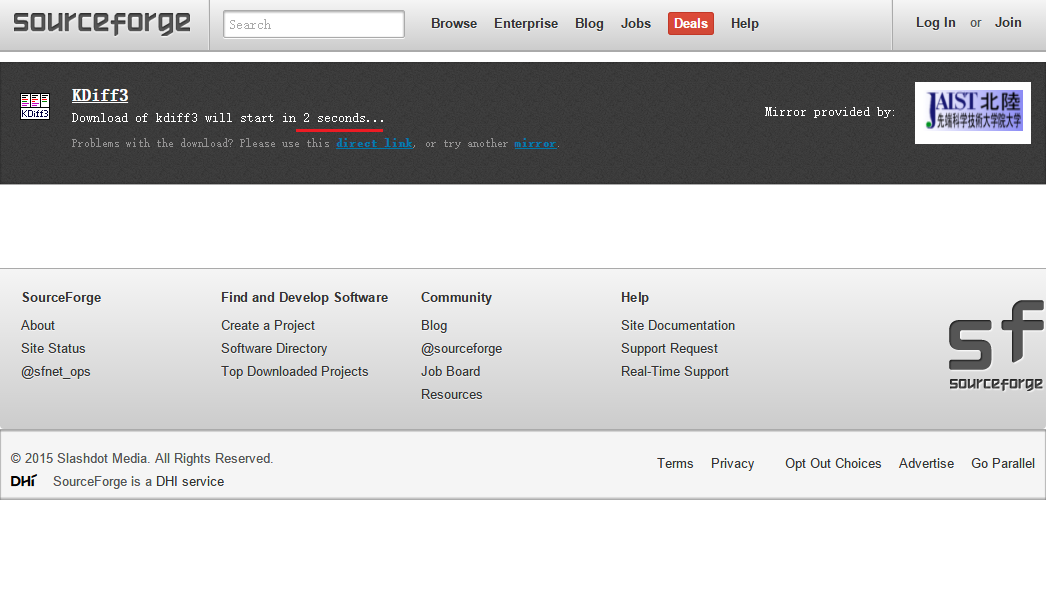 sourceforge
Search
Browse Enterprise Blog Jobs Deals Help
Log In or Join
KDiff3
KDiff3
Download of kdiff3 will start in 2 seconds...
Problems with the download? Please use this direct link, or try another mirror.
Mirror provided by:
JAIST北陸
先端科学技術大学院大学
SourceForge
About
Site Status
@sfnet_ops
Find and Develop Software
Create a Project
Software Directory
Top Downloaded Projects
Community
Blog
@sourceforge
Job Board
Resources
Help
Site Documentation
Support Request
Real-Time Support
sf
sourceforge
© 2015 Slashdot Media. All Rights Reserved.
DHI SourceForge is a DHI service
Terms Privacy Opt Out Choices Advertise Go Parallel